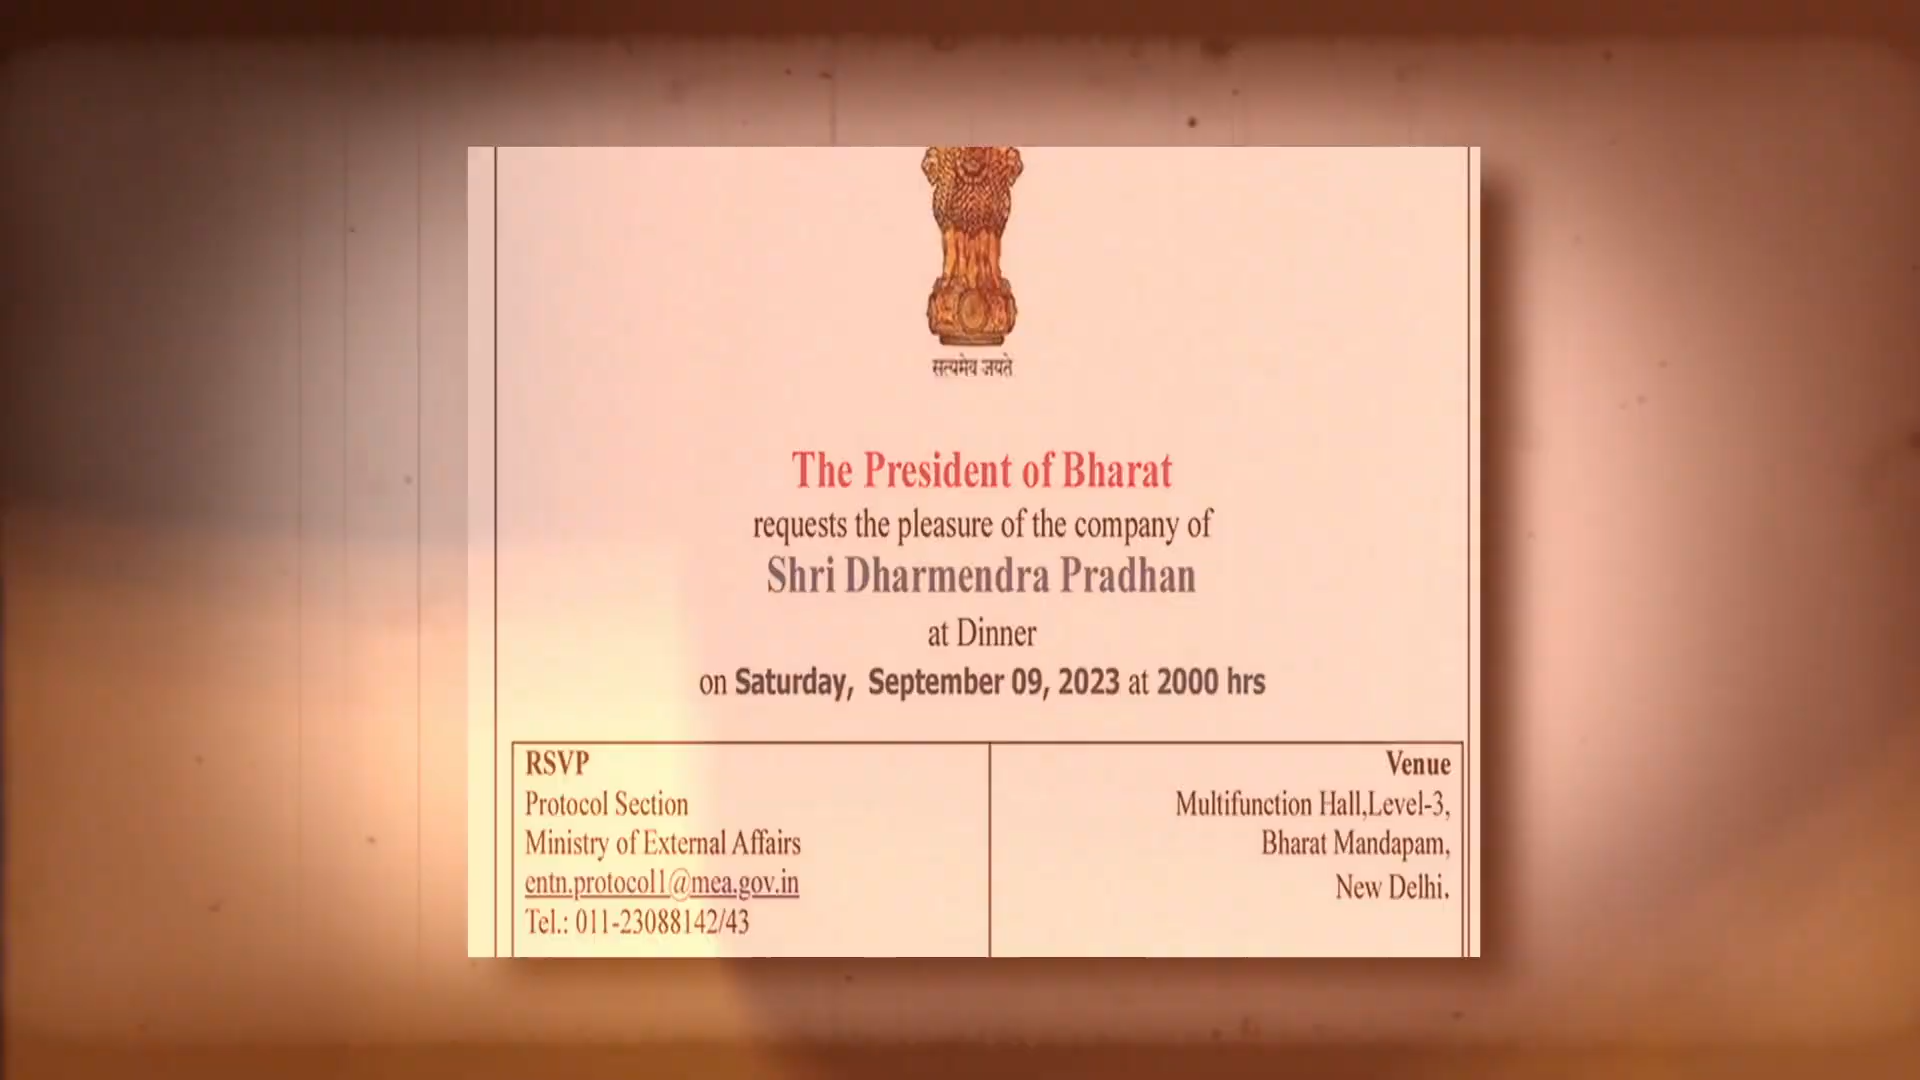 सत्यमेव जयते
The President of Bharat
requests the pleasure of the company of
Shri Dharmendra Pradhan
at Dinner
on Saturday, September 09, 2023 at 2000 hrs
RSVP
Protocol Section
Ministry of External Affairs
entn.protocol1@mea.gov.in
Tel.: 011-23088142/43
Venue
Multifunction Hall,Level-3,
Bharat Mandapam,
New Delhi.